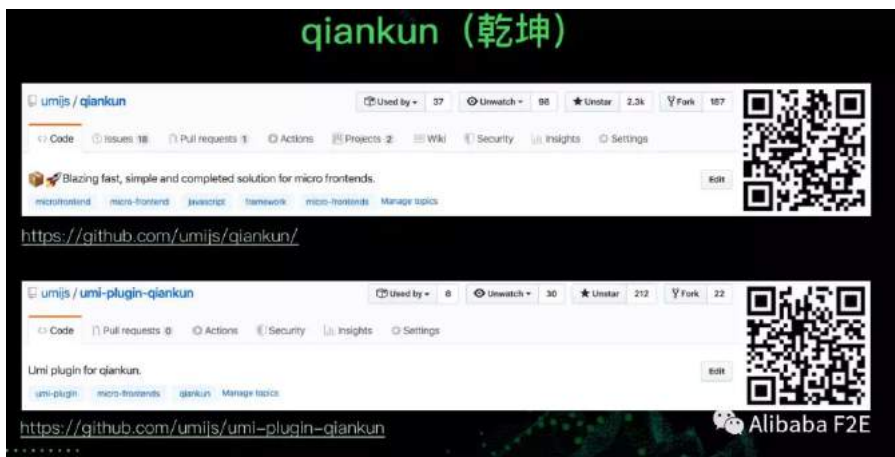 qiankun（乾坤）
umijs / qiankun
Used by 37 Unwatch 98 Unstar 2.3k Fork 187
Code Issues 18 Pull requests 1 Actions Projects 2 Wiki Security Insights Settings
Blazing fast, simple and completed solution for micro frontends.
Edit
microfrontend micro-frontend javascript framework micro-frontends Manage topics
https://github.com/umijs/qiankun/
umijs / umi-plugin-qiankun
Used by 8 Unwatch 30 Unstar 212 Fork 22
Code Pull requests 0 Actions Security Insights Settings
Umi plugin for qiankun.
Edit
umi-plugin micro-frontends qiankun Manage topics
https://github.com/umijs/umi-plugin-qiankun
Alibaba F2E